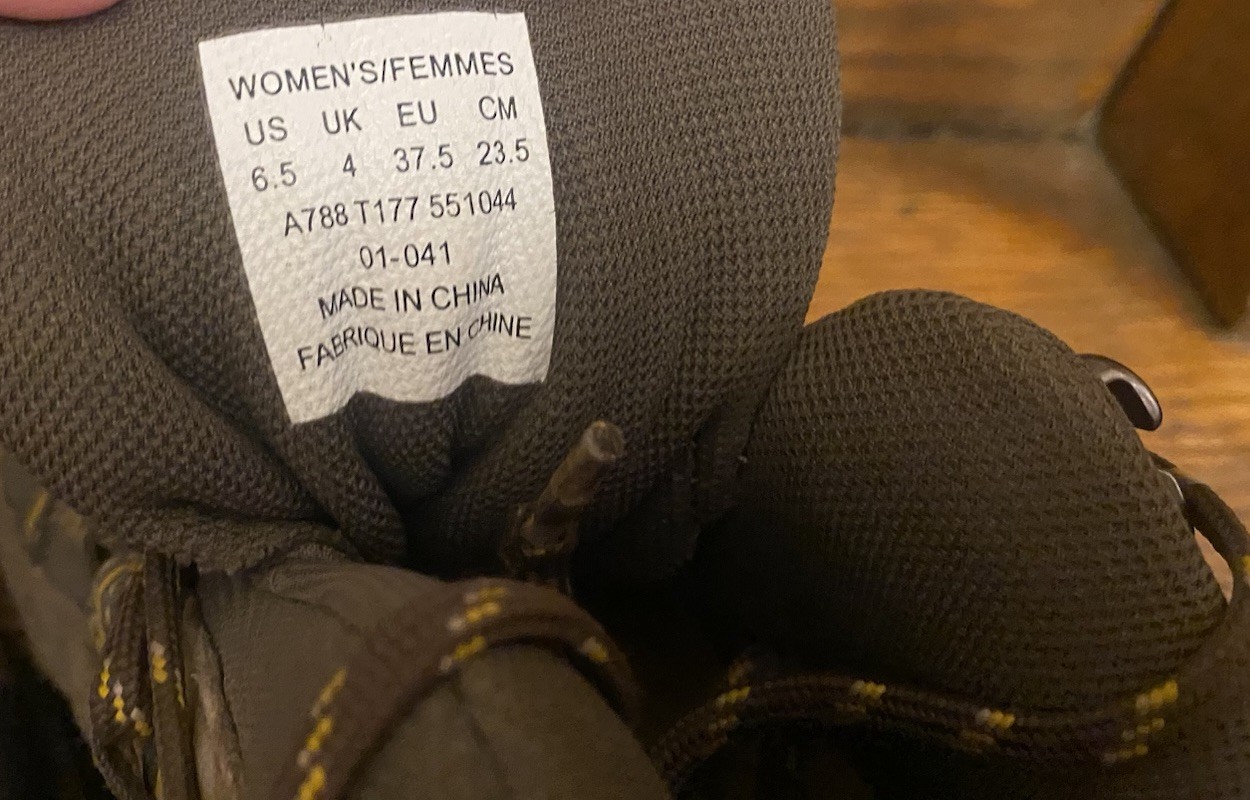 WOMEN'S/FEMMES
US UK EU CM
6.5 4 37.5 23.5
A788 T177 551044
01-041
MADE IN CHINA
FABRIQUE EN CHINE